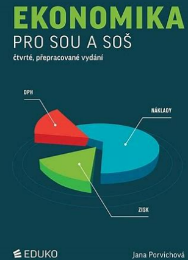 EKONOMIKA
PRO SOU A SOŠ
čtvrté, přepracované vydání
DPH
NÁKLADY
ZISK
EDUKO
Jana Porvichová